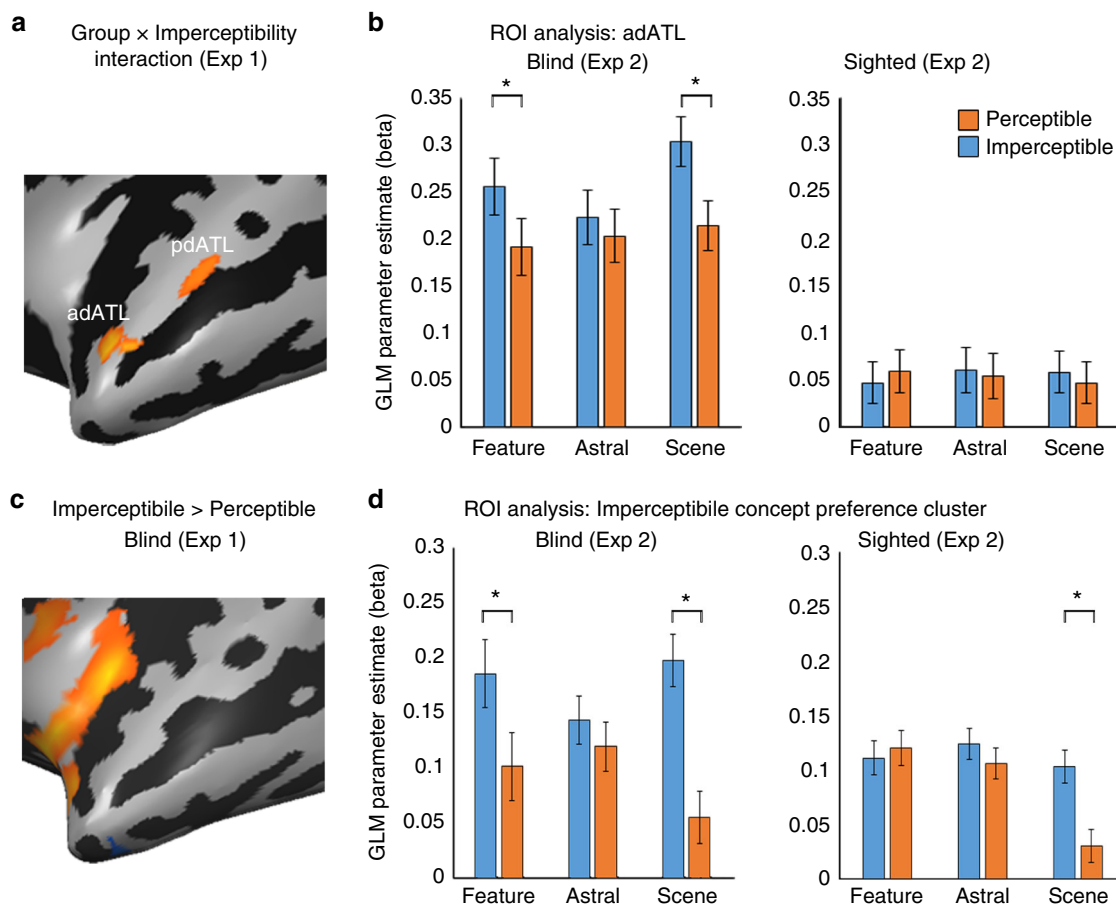 a
Group × Imperceptibility
interaction (Exp 1)
pdATL
adATL
b
ROI analysis: adATL
Blind (Exp 2)
Sighted (Exp 2)
GLM parameter estimate (beta)
0.35
0.3
0.25
0.2
0.15
0.1
0.05
0
*
*
Feature
Astral
Scene
0.35
0.3
0.25
0.2
0.15
0.1
0.05
0
Perceptible
Imperceptible
Feature
Astral
Scene
c
Imperceptibile > Perceptible
Blind (Exp 1)
d
ROI analysis: Imperceptibile concept preference cluster
Blind (Exp 2)
Sighted (Exp 2)
GLM parameter estimate (beta)
0.3
0.25
0.2
0.15
0.1
0.05
0
*
*
Feature
Astral
Scene
0.3
0.25
0.2
0.15
0.1
0.05
0
*
Feature
Astral
Scene